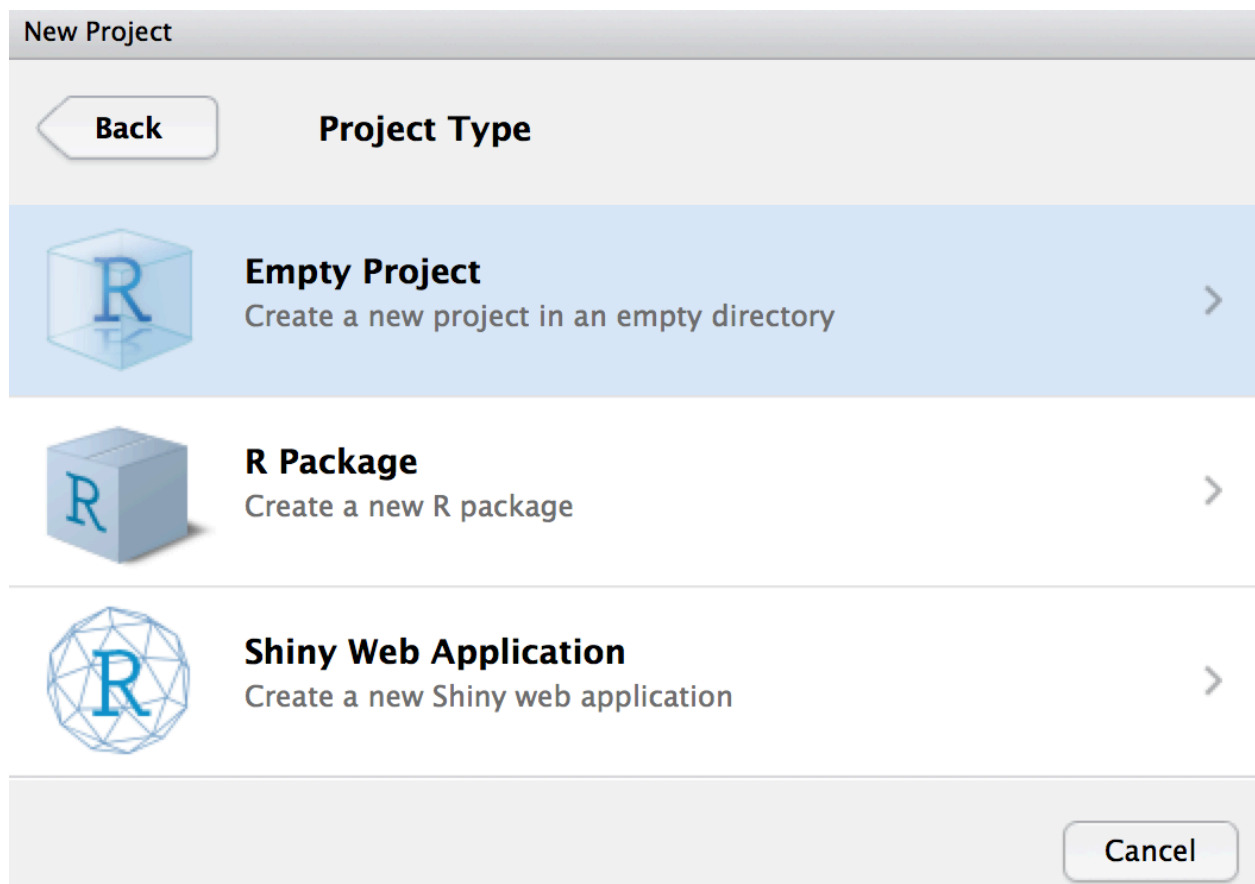 New Project
Back
Project Type
R
Empty Project
Create a new project in an empty directory
R
R Package
Create a new R package
R
Shiny Web Application
Create a new Shiny web application
Cancel